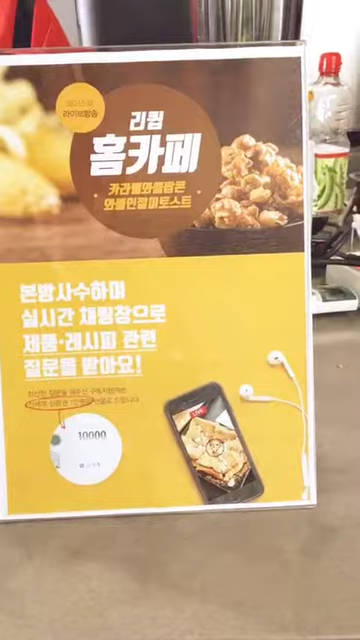 라이브방송
리큅
홈카페
카라멜와플팝콘
와플인절미토스트
본방사수하며
실시간 채팅창으로
제품·레시피 관련
질문을 받아요!
10000
LIVE